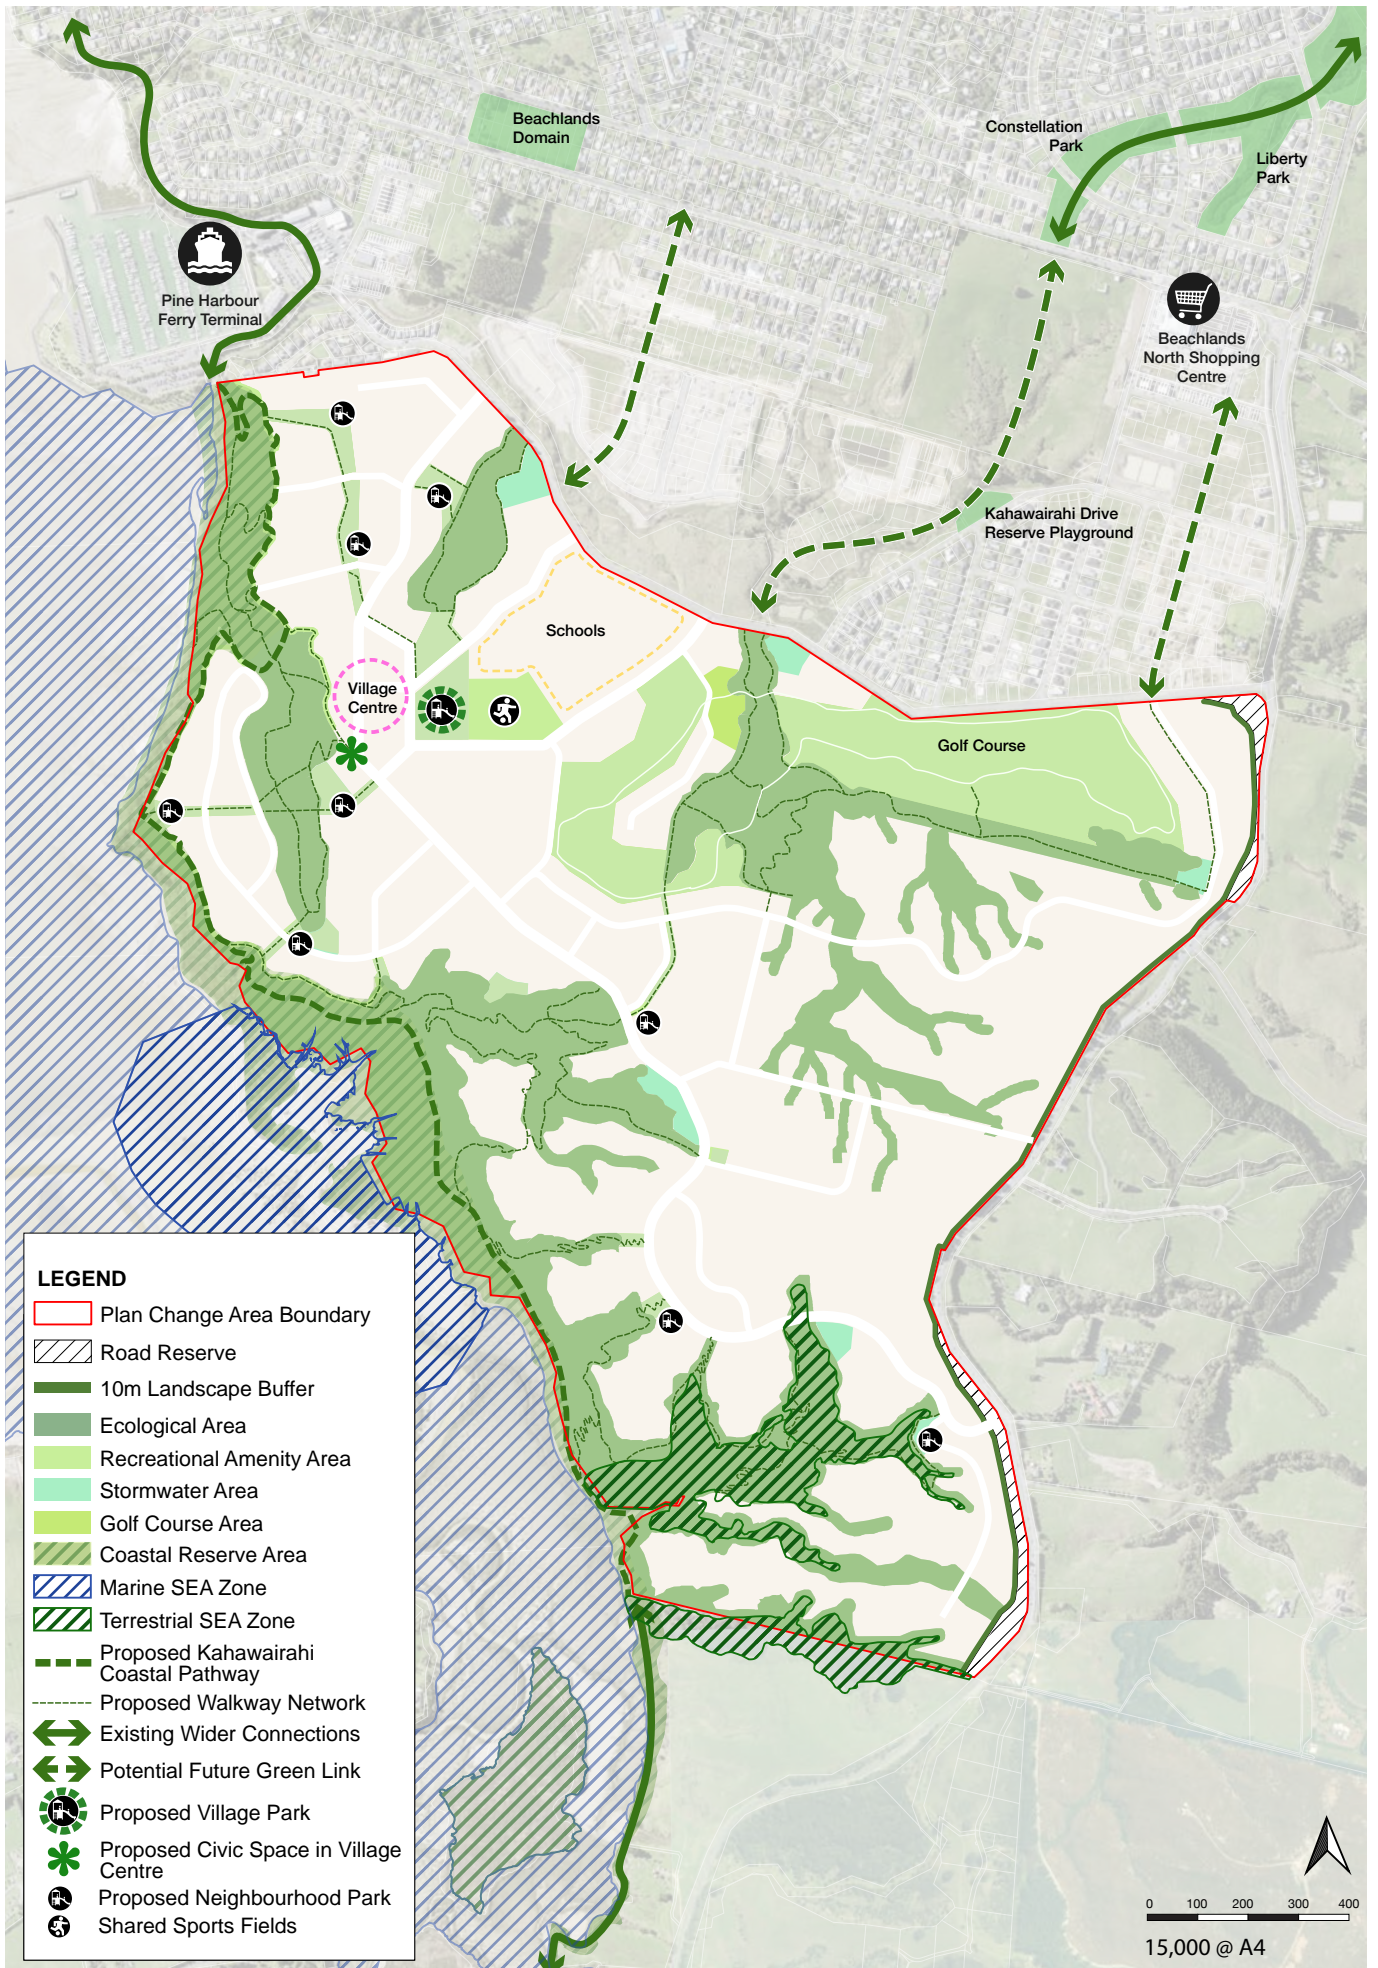 Beachlands
Domain
Constellation
Park
Liberty
Park
Pine Harbour
Ferry Terminal
Beachlands
North Shopping
Centre
Kahawairahi Drive
Reserve Playground
Schools
Village
Centre
Golf Course
LEGEND
Plan Change Area Boundary
Road Reserve
10m Landscape Buffer
Ecological Area
Recreational Amenity Area
Stormwater Area
Golf Course Area
Coastal Reserve Area
Marine SEA Zone
Terrestrial SEA Zone
Proposed Kahawairahi
Coastal Pathway
Proposed Walkway Network
Existing Wider Connections
Potential Future Green Link
Proposed Village Park
Proposed Civic Space in Village
Centre
Proposed Neighbourhood Park
Shared Sports Fields
0 100 200 300 400
15,000 @ A4